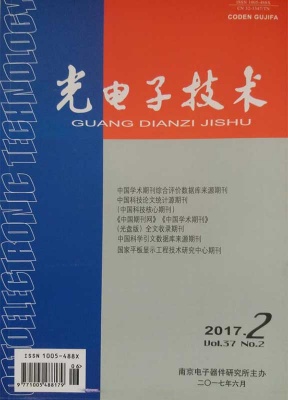 ISSN 1005-488X
CN 32-1347/TN
CODEN GUJIFA
OPTOELECTRONIC TECHNOLOGY
光电子技术
GUANG DIANZI JISHU
中国学术期刊综合评价数据库来源期刊
中国科技论文统计源期刊
(中国科技核心期刊)
《中国期刊网》《中国学术期刊》
(光盘版)全文收录期刊
中国科学引文数据库来源期刊
国家平板显示工程技术研究中心期刊
2017.2
Vol.37 No.2
ISSN 1005-488X
06
9 771005 488179
南京电子器件研究所主办
二〇一七年六月